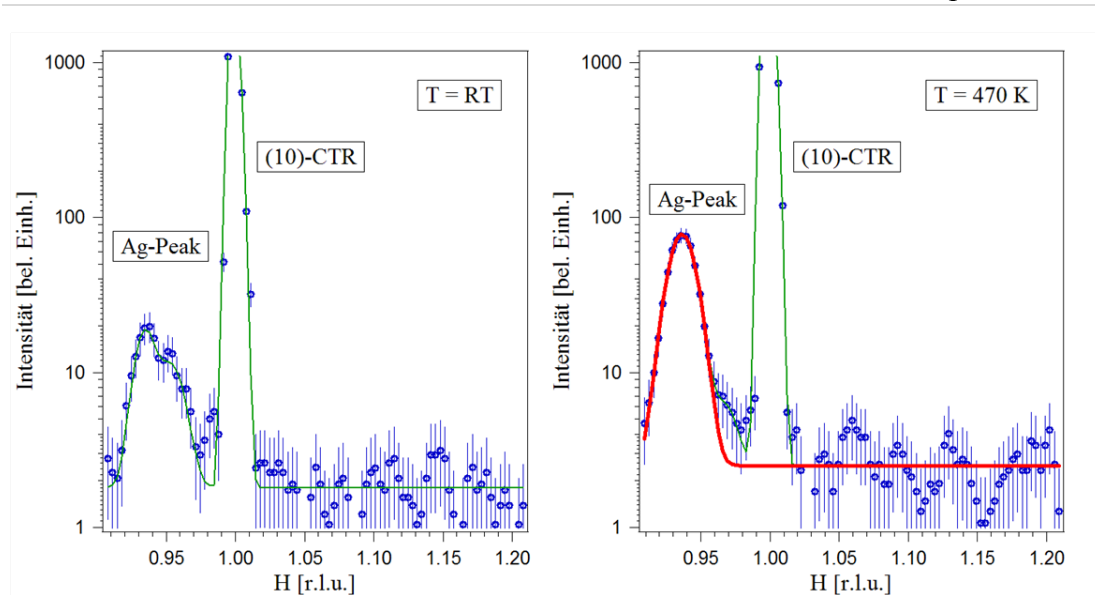 1000
100
10
1
Intensität [bel. Einh.]
T = RT
(10)-CTR
Ag-Peak
0.95
1.00
1.05
1.10
1.15
1.20
H [r.l.u.]
1000
100
10
1
Intensität [bel. Einh.]
T = 470 K
(10)-CTR
Ag-Peak
0.95
1.00
1.05
1.10
1.15
1.20
H [r.l.u.]